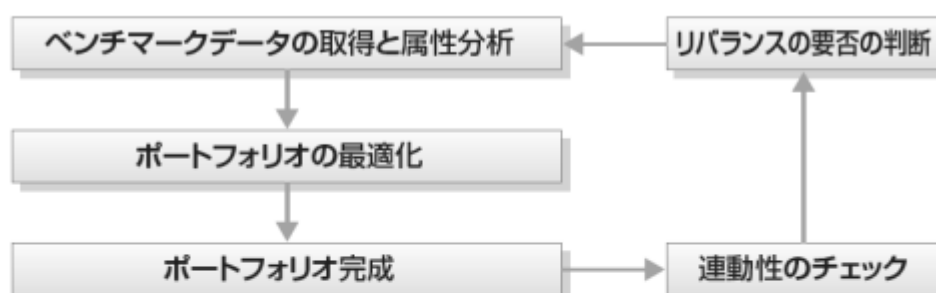 ベンチマークデータの取得と属性分析
リバランスの要否の判断
ポートフォリオの最適化
ポートフォリオ完成
連動性のチェック